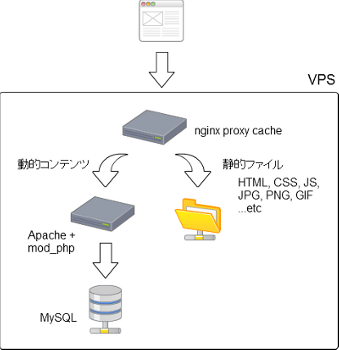 VPS
nginx proxy cache
動的コンテンツ
静的ファイル
HTML, CSS, JS,
JPG, PNG, GIF
...etc
Apache +
mod_php
MySQL